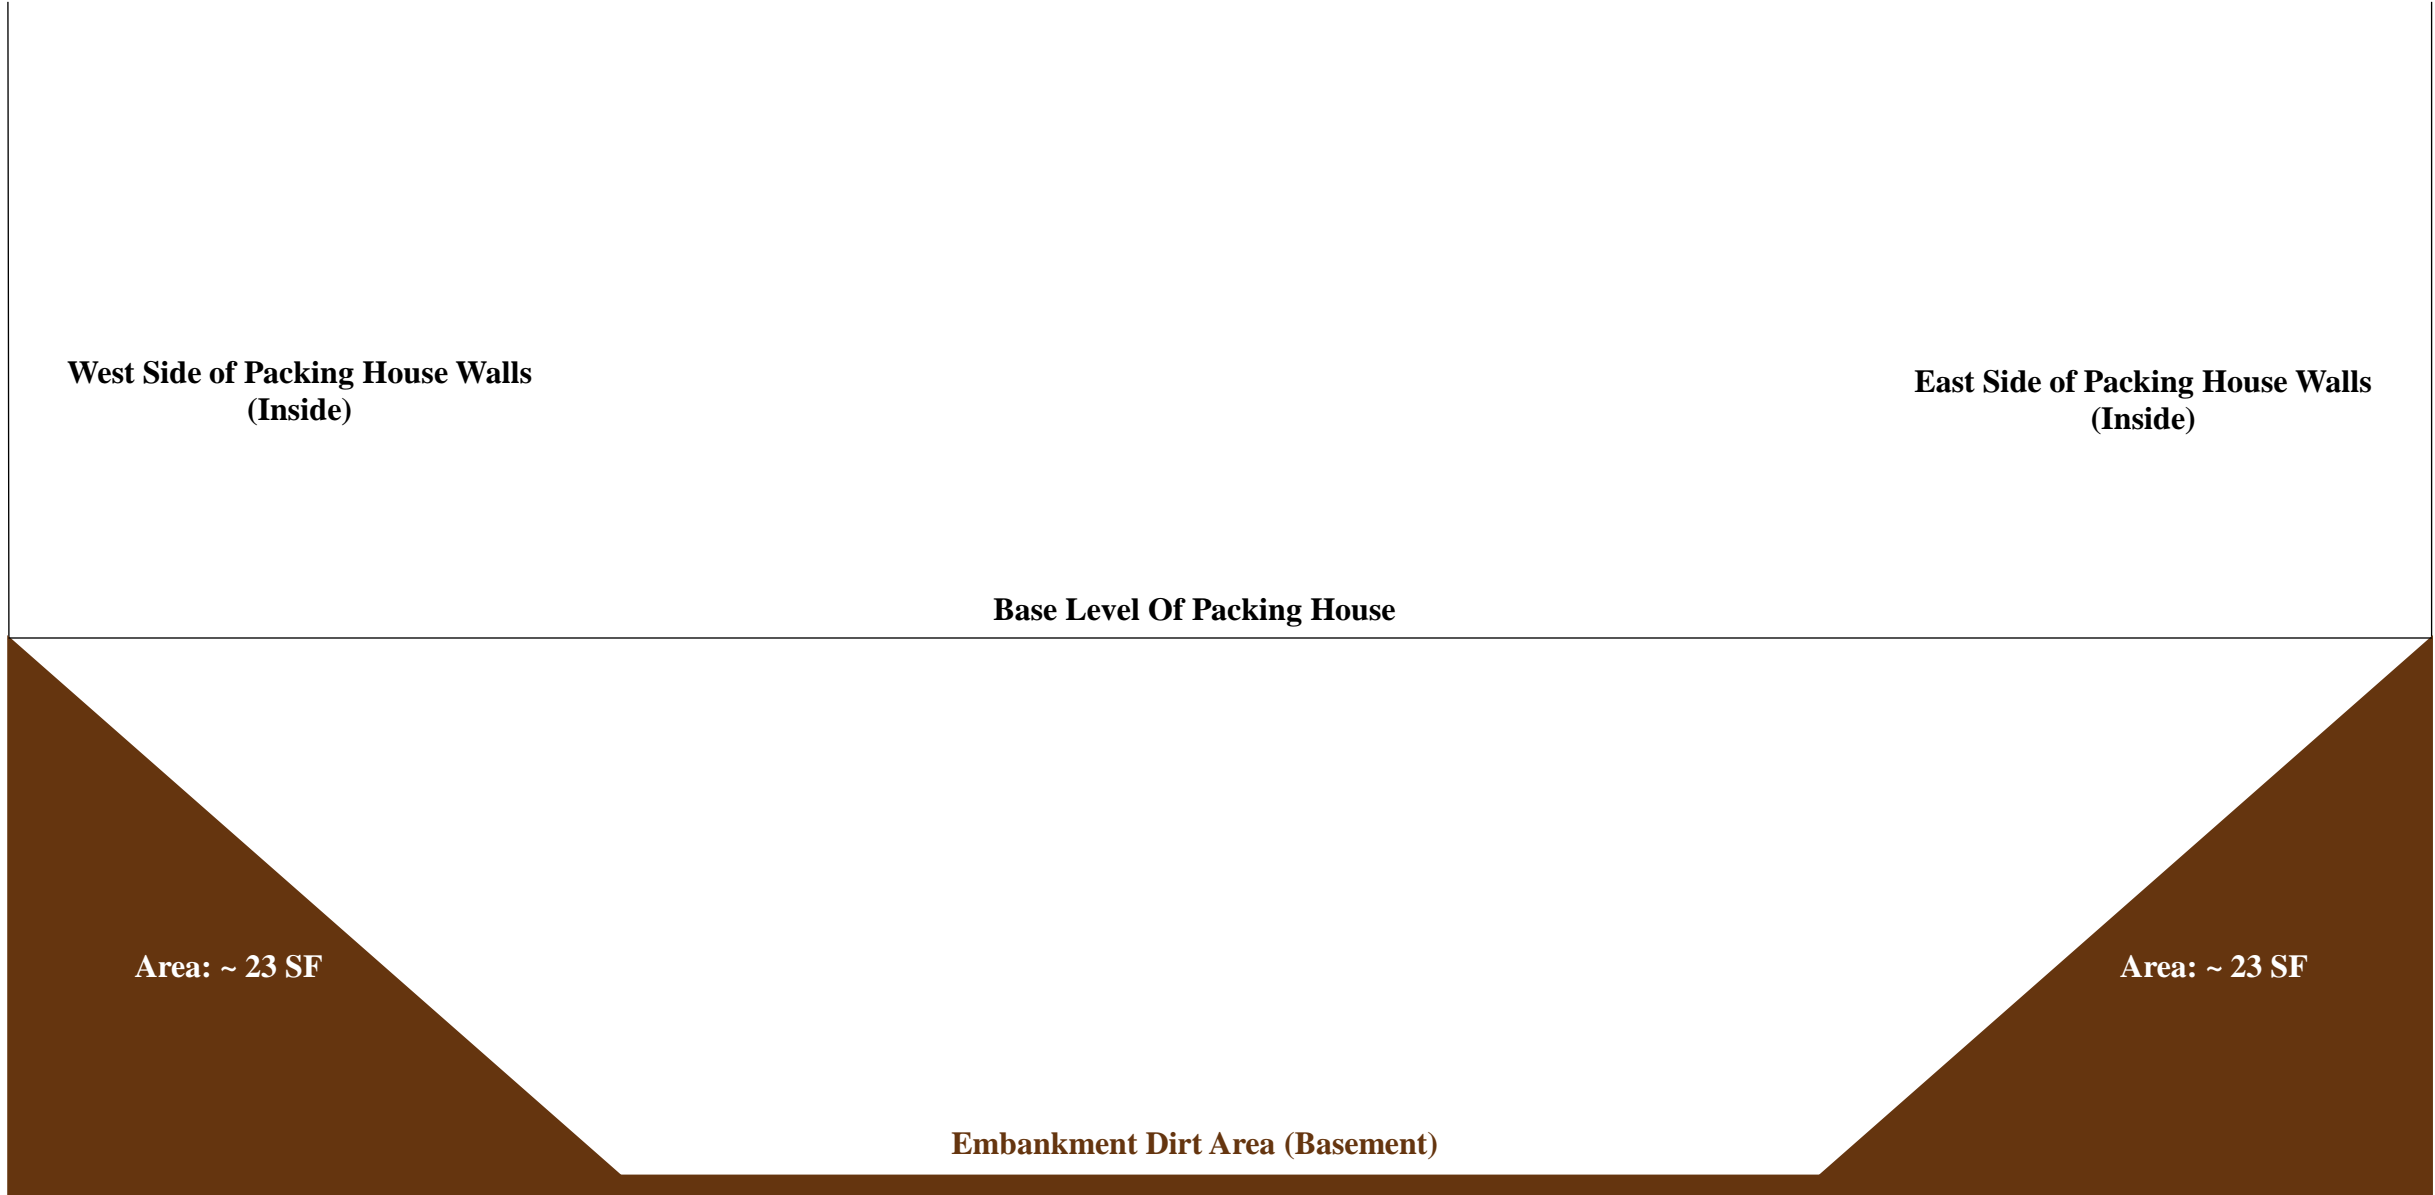 West Side of Packing House Walls
(Inside)
East Side of Packing House Walls
(Inside)
Base Level Of Packing House
Area: ~ 23 SF
Area: ~ 23 SF
Embankment Dirt Area (Basement)